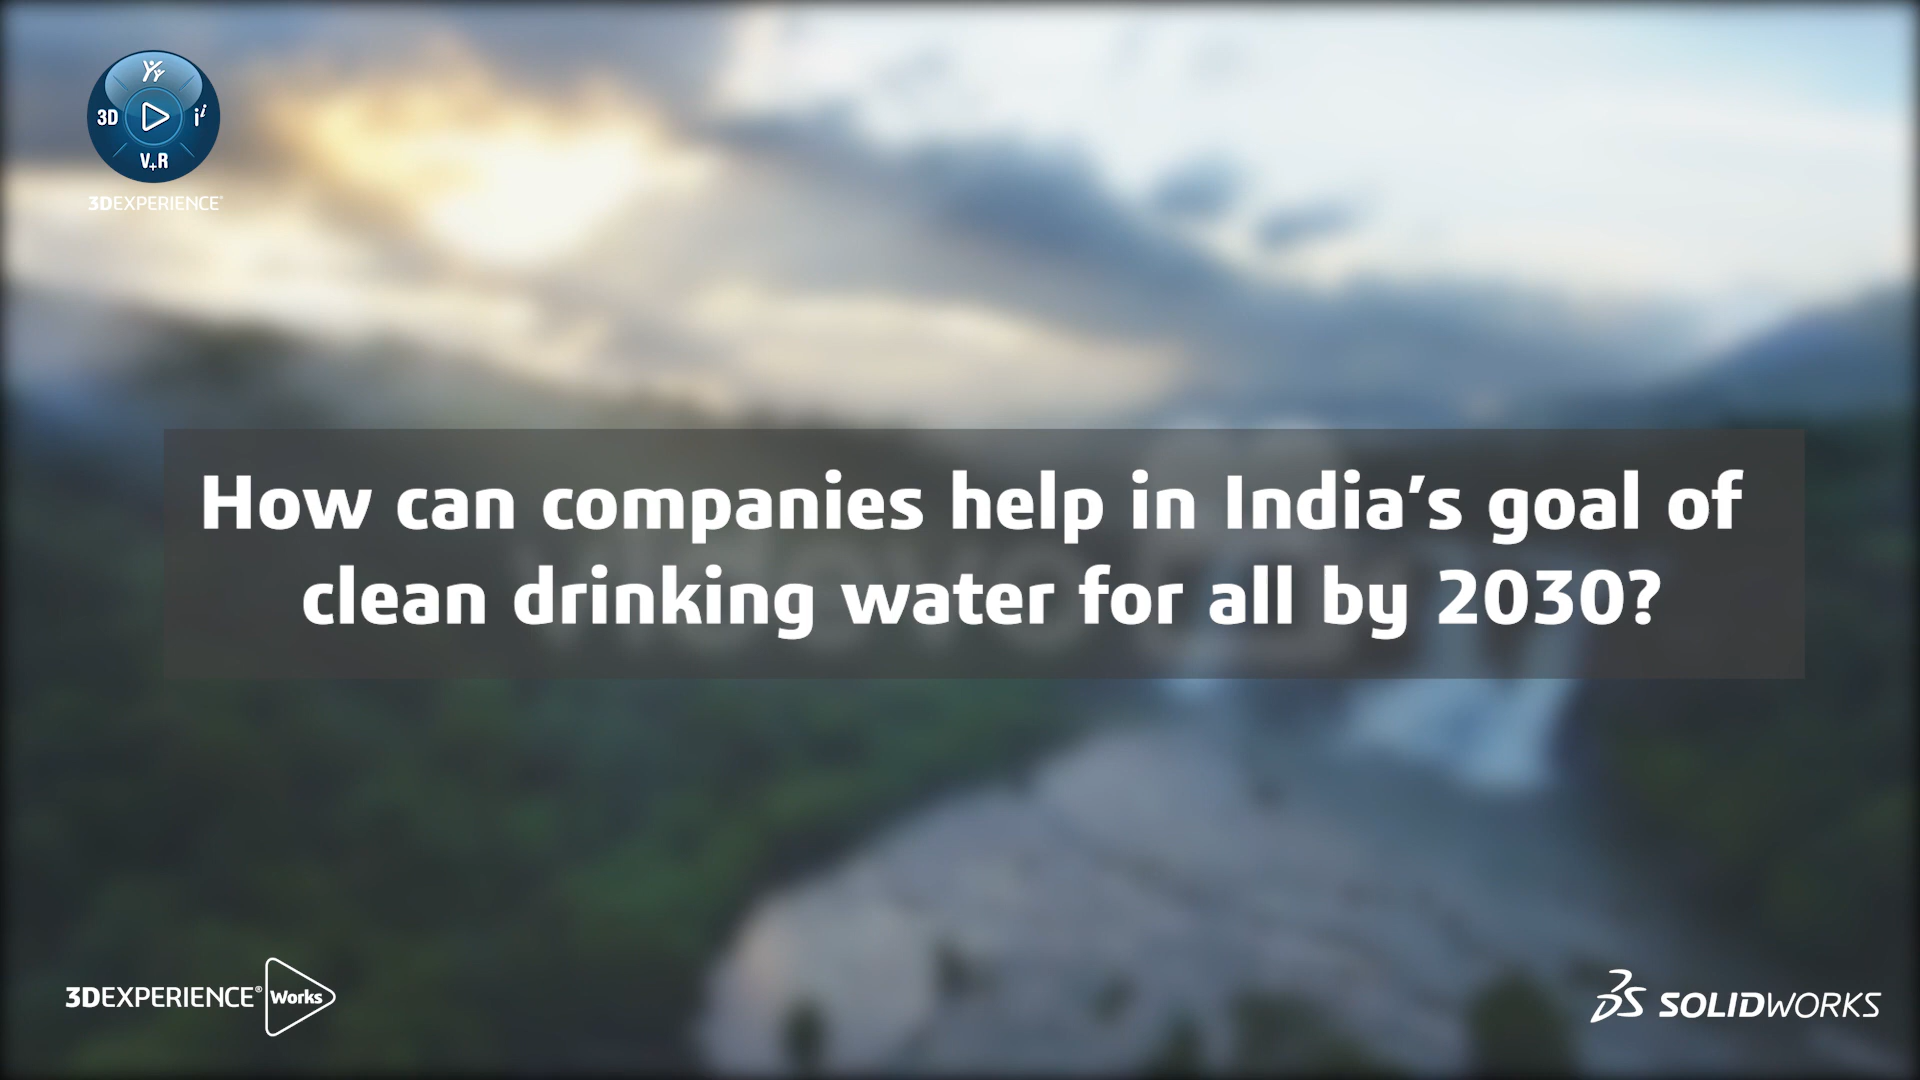 3D
i i
V+R
3DEXPERIENCE
How can companies help in India's goal of
clean drinking water for all by 2030?
3DEXPERIENCE® Works
3DS SOLIDWORKS